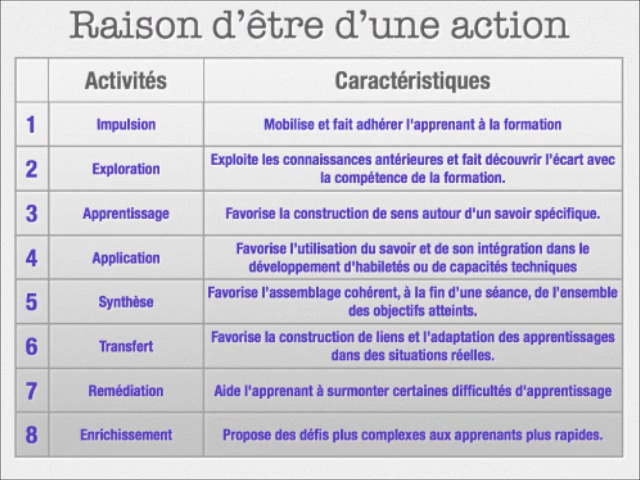 Raison d'être d'une action
Activités Caractéristiques
1 Impulsion Mobilise et fait adhérer l'apprenant à la formation
2 Exploration Exploite les connaissances antérieures et fait découvrir l'écart avec
la compétence de la formation.
3 Apprentissage Favorise la construction de sens autour d'un savoir spécifique.
4 Application Favorise l'utilisation du savoir et de son intégration dans le
développement d'habiletés ou de capacités techniques
5 Synthèse Favorise l'assemblage cohérent, à la fin d'une séance, de l'ensemble
des objectifs atteints.
6 Transfert Favorise la construction de liens et l'adaptation des apprentissages
dans des situations réelles.
7 Remédiation Aide l'apprenant à surmonter certaines difficultés d'apprentissage
8 Enrichissement Propose des défis plus complexes aux apprenants plus rapides.